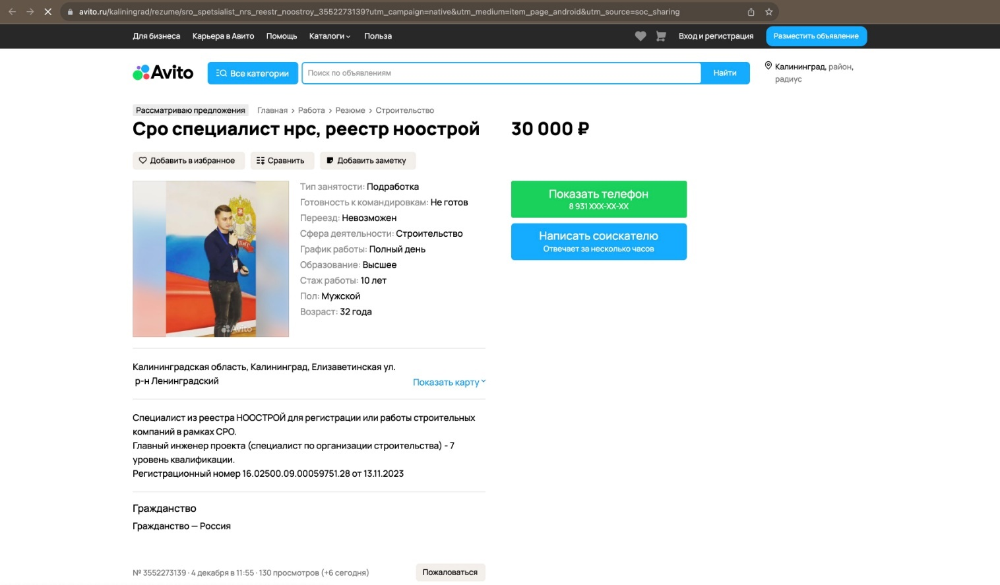 avito.ru/kaliningrad/rezume/sro_spetsialist_nrs_reestr_noostroy_3552273139?utm_campaign=native&utm_medium=item_page_android&utm_source=soc_sharing
Для бизнеса Карьера в Авито Помощь Каталоги Польза Вход и регистрация Разместить объявление
Avito Все категории Поиск по объявлениям Найти Калининград, район,
радиус
Рассматриваю предложения Главная › Работа › Резюме › Строительство
Сро специалист нрс, реестр ноострой 30 000 ₽
Добавить в избранное Сравнить Добавить заметку
Тип занятости: Подработка
Готовность к командировкам: Не готов
Переезд: Невозможен
Сфера деятельности: Строительство
График работы: Полный день
Образование: Высшее
Стаж работы: 10 лет
Пол: Мужской
Возраст: 32 года
Avito
Показать телефон
8 931 XXX-XX-XX
Написать соискателю
Отвечает за несколько часов
Калининградская область, Калининград, Елизаветинская ул.
р-н Ленинградский
Показать карту
Специалист из реестра НООСТРОЙ для регистрации или работы строительных
компаний в рамках СРО.
Главный инженер проекта (специалист по организации строительства) - 7
уровень квалификации.
Регистрационный номер 16.02500.09.00059751.28 от 13.11.2023
Гражданство
Гражданство — Россия
№ 3552273139 · 4 декабря в 11:55 · 130 просмотров (+6 сегодня) Пожаловаться